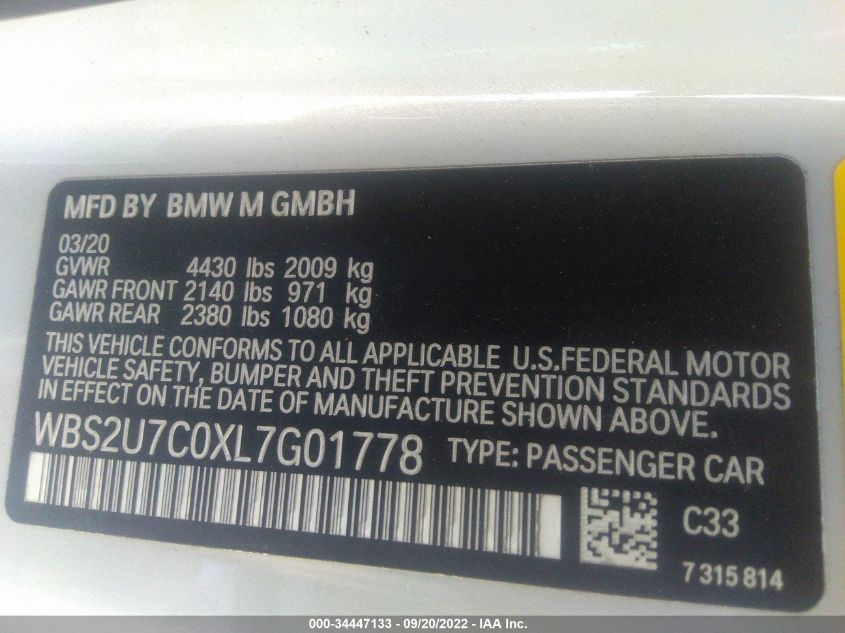 MFD BY BMW M GMBH
03/20
GVWR 4430 lbs 2009 kg
GAWR FRONT 2140 lbs 971 kg
GAWR REAR 2380 lbs 1080 kg
THIS VEHICLE CONFORMS TO ALL APPLICABLE U.S.FEDERAL MOTOR
VEHICLE SAFETY, BUMPER AND THEFT PREVENTION STANDARDS
IN EFFECT ON THE DATE OF MANUFACTURE SHOWN ABOVE.
WBS2U7C0XL7G01778 TYPE: PASSENGER CAR
C33
7 315 814
000-34447133 - 09/20/2022 - IAA Inc.